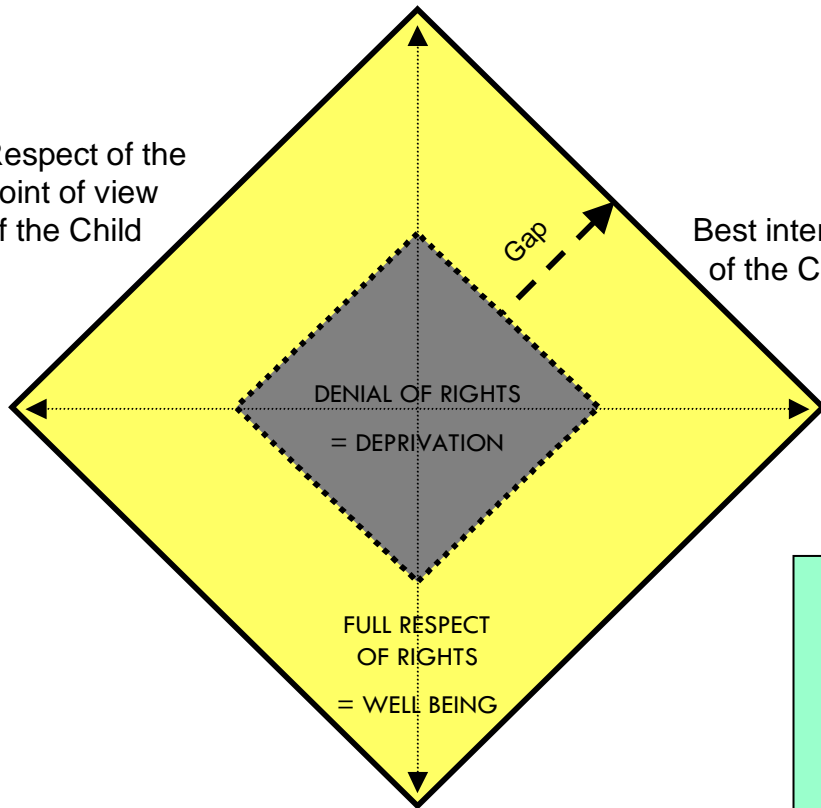 espect of the
oint of view
f the Child
Gap
Best inter
of the C
DENIAL OF RIGHTS
= DEPRIVATION
FULL RESPECT
OF RIGHTS
= WELL BEING